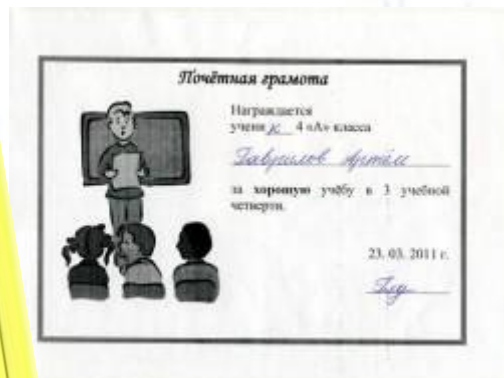 Почётная грамота
Награждается
ученик 4 «А» класса
Гаврилов Артём
за хорошую учёбу в 3 учебной
четверти.
23. 03. 2011 г.